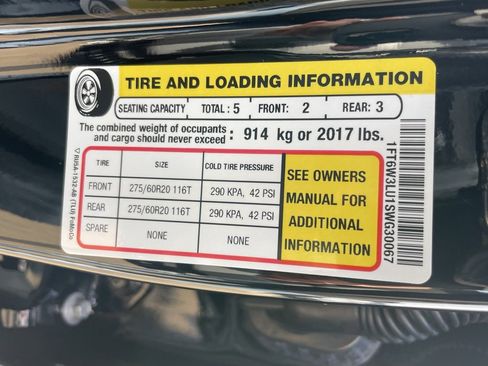 TIRE AND LOADING INFORMATION
SEATING CAPACITY TOTAL : 5 FRONT: 2 REAR: 3
The combined weight of occupants and cargo should never exceed : 914 kg or 2017 lbs.
TIRE SIZE COLD TIRE PRESSURE
FRONT 275/60R20 116T 290 KPA, 42 PSI
REAR 275/60R20 116T 290 KPA, 42 PSI
SPARE NONE NONE
SEE OWNERS
MANUAL FOR
ADDITIONAL
INFORMATION
1FT6W3LU1SWG30067